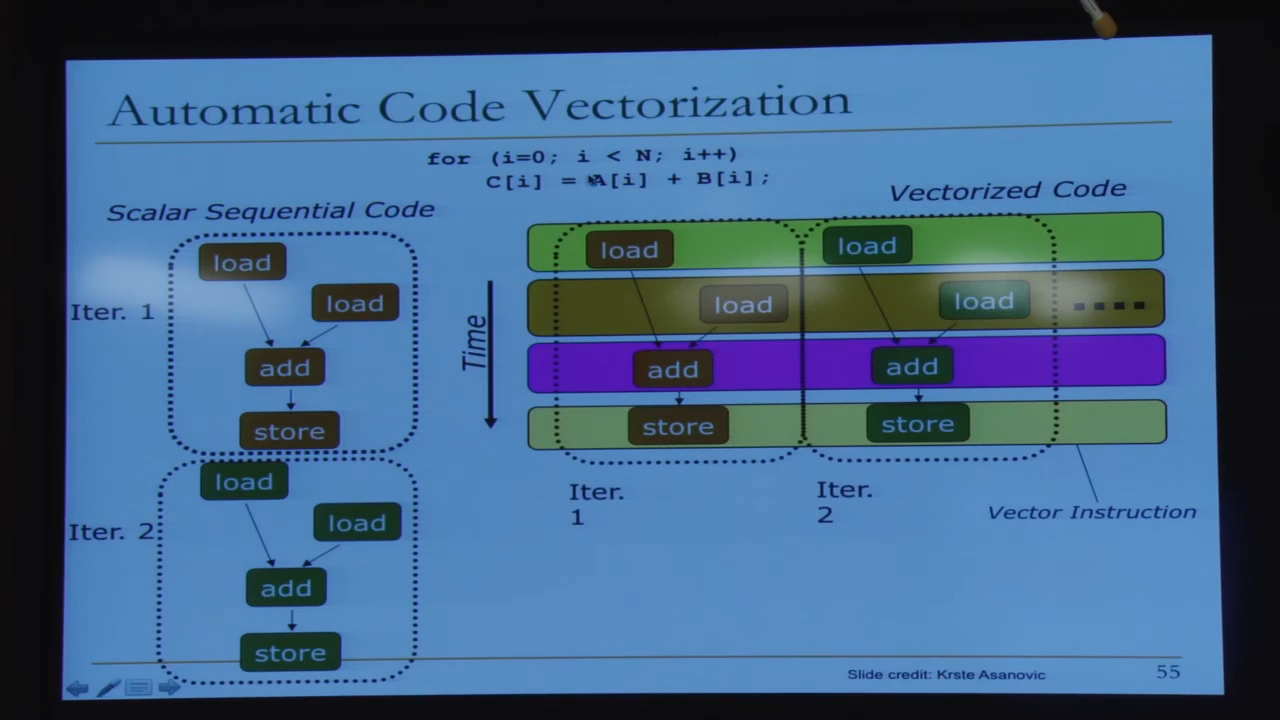 Automatic Code Vectorization
for (i=0; i < N; i++)
C[i] = A[i] + B[i];
Scalar Sequential Code
Vectorized Code
Iter. 1
load
load
add
store
Iter. 2
load
load
add
store
Time
load
load
load
load
add
add
store
store
Iter.
1
Iter.
2
Vector Instruction
Slide credit: Krste Asanovic
55